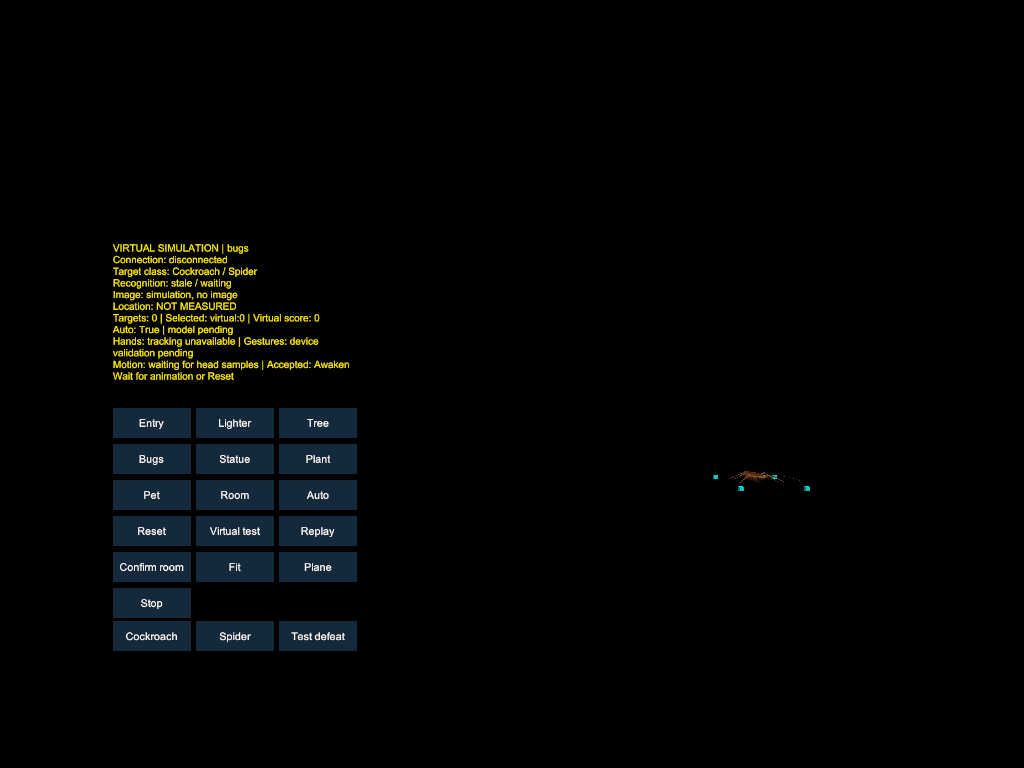 VIRTUAL SIMULATION | bugs
Connection: disconnected
Target class: Cockroach / Spider
Recognition: stale / waiting
Image: simulation, no image
Location: NOT MEASURED
Targets: 0 | Selected: virtual:0 | Virtual score: 0
Auto: True | model pending
Hands: tracking unavailable | Gestures: device
validation pending
Motion: waiting for head samples | Accepted: Awaken
Wait for animation or Reset
Entry Lighter Tree
Bugs Statue Plant
Pet Room Auto
Reset Virtual test Replay
Confirm room Fit Plane
Stop
Cockroach Spider Test defeat